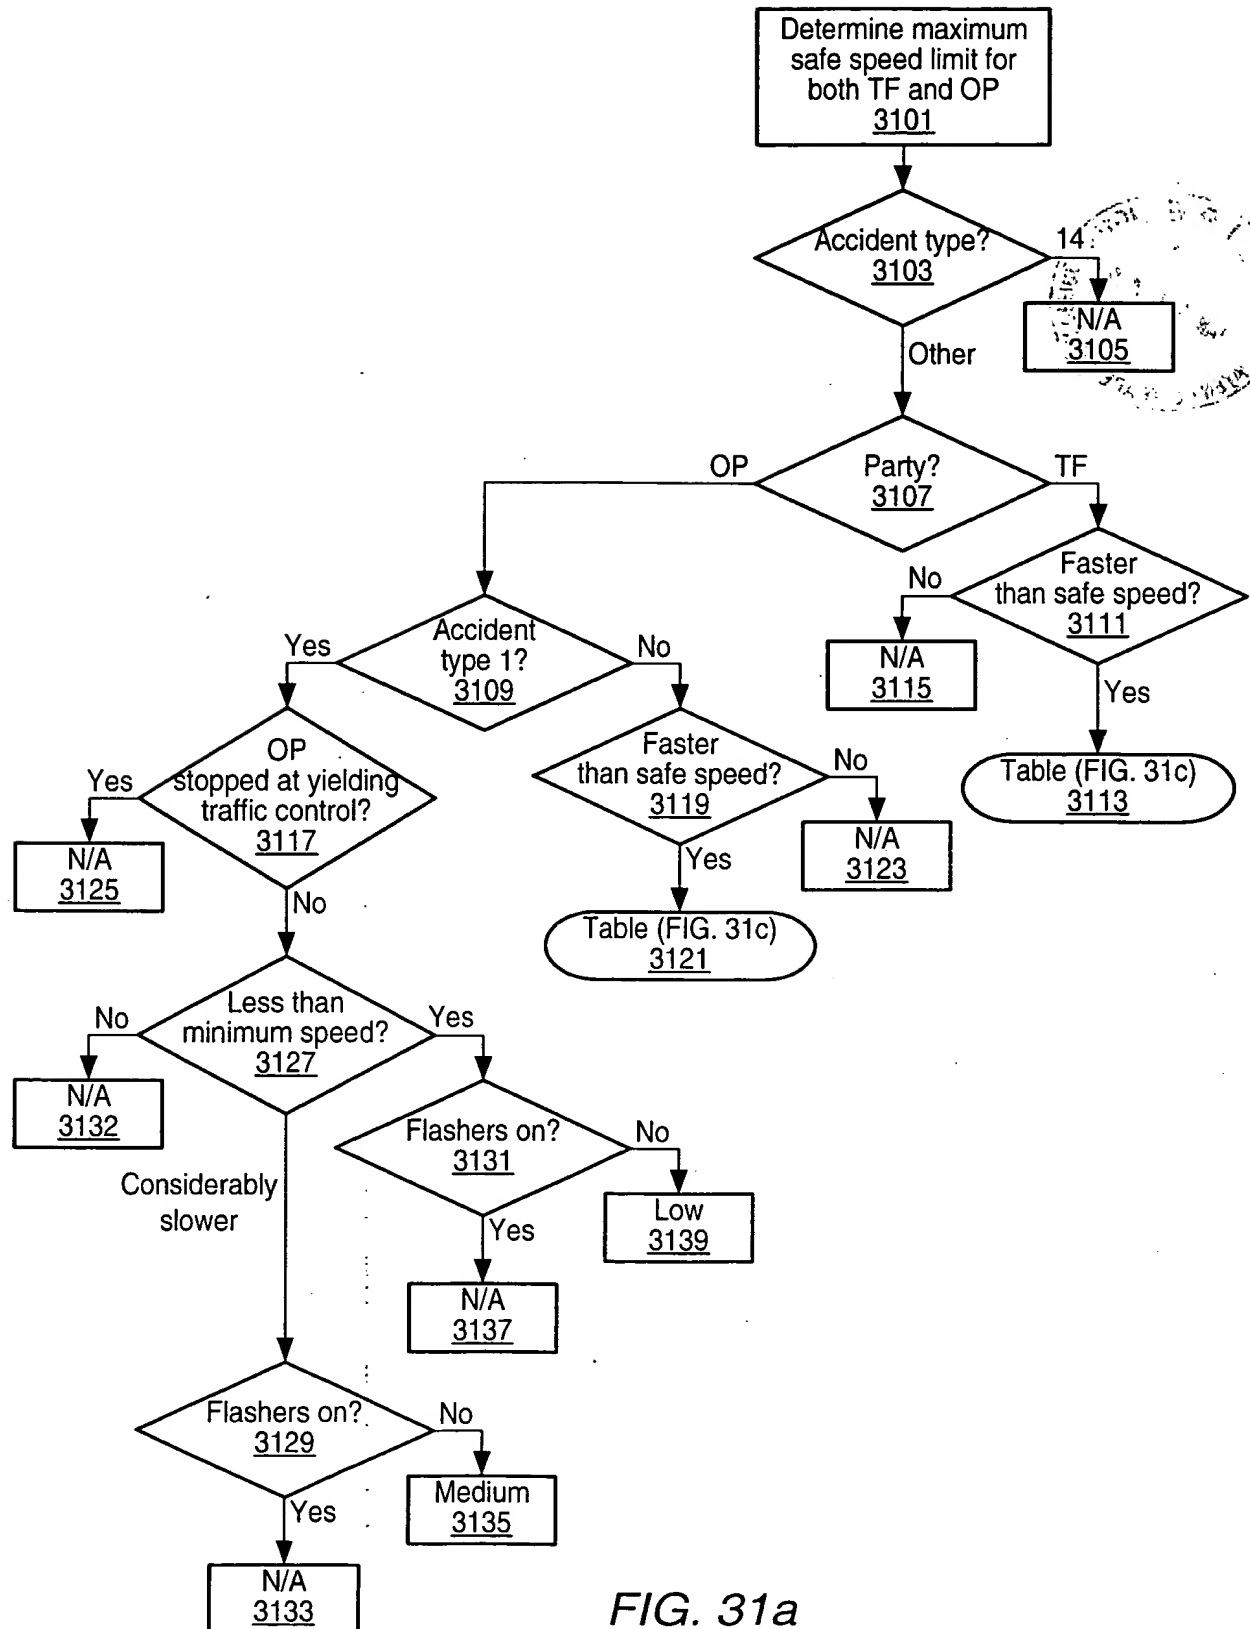 Determine maximum
safe speed limit for
both TF and OP
3101
Accident type?
3103
14
N/A
3105
Other
Party?
3107
OP
TF
Faster
than safe speed?
3111
No
N/A
3115
Yes
Table (FIG. 31c)
3113
Accident
type 1?
3109
Yes
No
OP
stopped at yielding
traffic control?
3117
Yes
N/A
3125
No
Faster
than safe speed?
3119
No
N/A
3123
Yes
Table (FIG. 31c)
3121
Less than
minimum speed?
3127
No
N/A
3132
Yes
Flashers on?
3131
No
Low
3139
Yes
N/A
3137
Considerably
slower
Flashers on?
3129
No
Medium
3135
Yes
N/A
3133
FIG. 31a